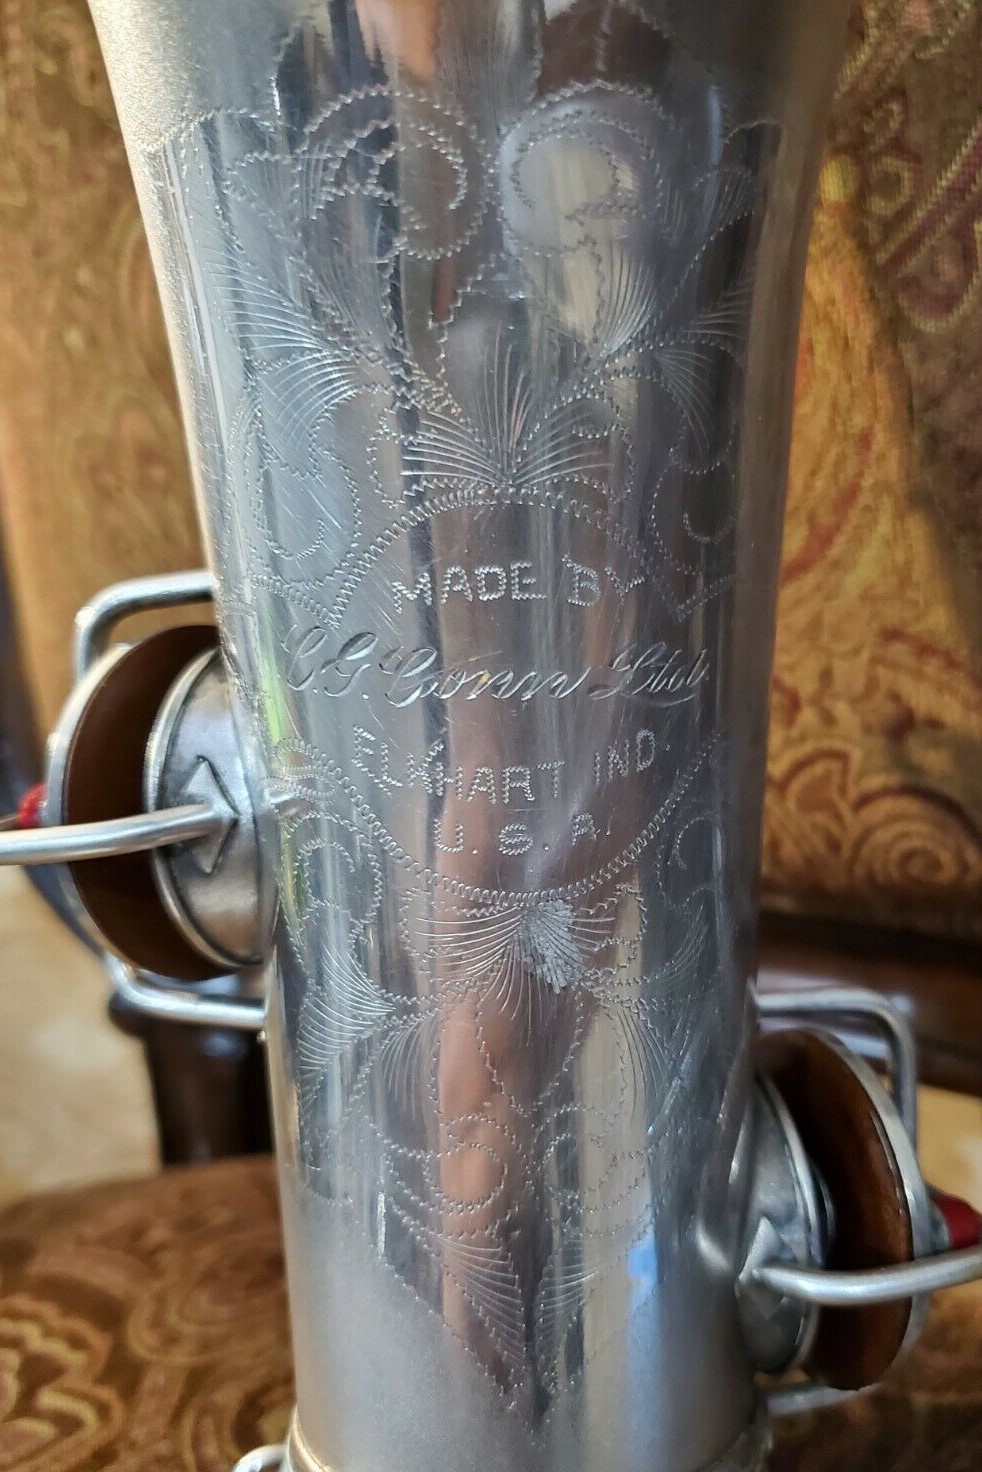 MADE BY
C.G. Conn Ltd.
ELKHART IND.
U.S.A.